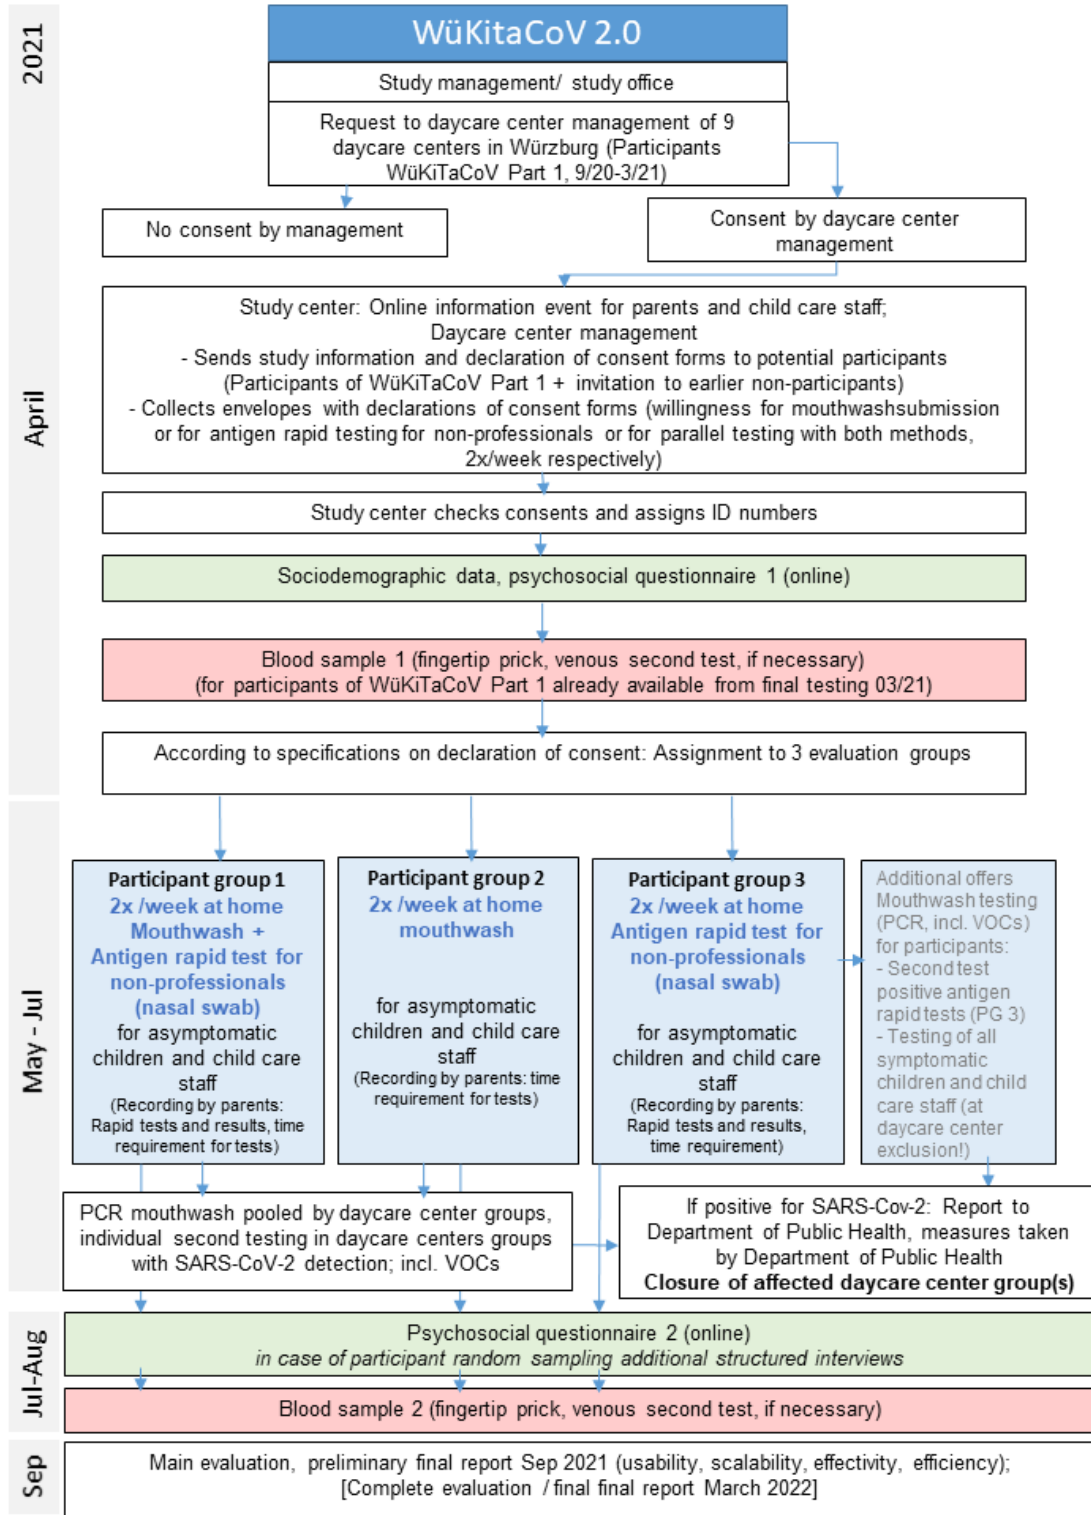 2021
WüKitaCoV 2.0
Study management/ study office
Request to daycare center management of 9
daycare centers in Würzburg (Participants
WüKiTaCoV Part 1, 9/20-3/21)
No consent by management
Consent by daycare center
management
April
Study center: Online information event for parents and child care staff;
Daycare center management
- Sends study information and declaration of consent forms to potential participants
(Participants of WüKiTaCoV Part 1 + invitation to earlier non-participants)
- Collects envelopes with declarations of consent forms (willingness for mouthwashsubmission
or for antigen rapid testing for non-professionals or for parallel testing with both methods,
2x/week respectively)
Study center checks consents and assigns ID numbers
Sociodemographic data, psychosocial questionnaire 1 (online)
Blood sample 1 (fingertip prick, venous second test, if necessary)
(for participants of WüKiTaCoV Part 1 already available from final testing 03/21)
According to specifications on declaration of consent: Assignment to 3 evaluation groups
May - Jul
Participant group 1
2x /week at home
Mouthwash +
Antigen rapid test for
non-professionals
(nasal swab)
for asymptomatic
children and child care
staff
(Recording by parents:
Rapid tests and results, time
requirement for tests)
Participant group 2
2x /week at home
mouthwash
for asymptomatic
children and child care
staff
(Recording by parents: time
requirement for tests)
Participant group 3
2x /week at home
Antigen rapid test for
non-professionals
(nasal swab)
for asymptomatic
children and child care
staff
(Recording by parents:
Rapid tests and results,
time requirement)
Additional offers
Mouthwash testing
(PCR, incl. VOCs)
for participants:
- Second test
positive antigen
rapid tests (PG 3)
- Testing of all
symptomatic
children and child
care staff (at
daycare center
exclusion!)
PCR mouthwash pooled by daycare center groups,
individual second testing in daycare centers groups
with SARS-CoV-2 detection; incl. VOCs
If positive for SARS-Cov-2: Report to
Department of Public Health, measures taken
by Department of Public Health
Closure of affected daycare center group(s)
Jul-Aug
Psychosocial questionnaire 2 (online)
in case of participant random sampling additional structured interviews
Blood sample 2 (fingertip prick, venous second test, if necessary)
Sep
Main evaluation, preliminary final report Sep 2021 (usability, scalability, effectivity, efficiency);
[Complete evaluation / final final report March 2022]